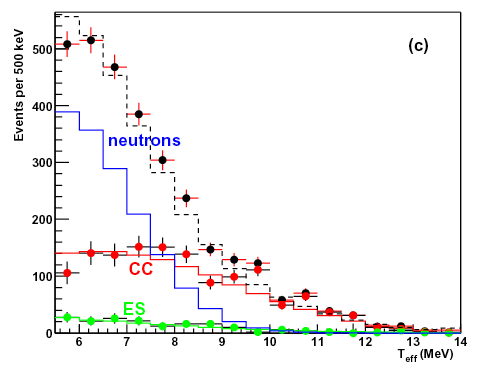 (c)
Events per 500 keV
500
400
300
200
100
0
neutrons
CC
ES
6 7 8 9 10 11 12 13 14
T_eff (MeV)